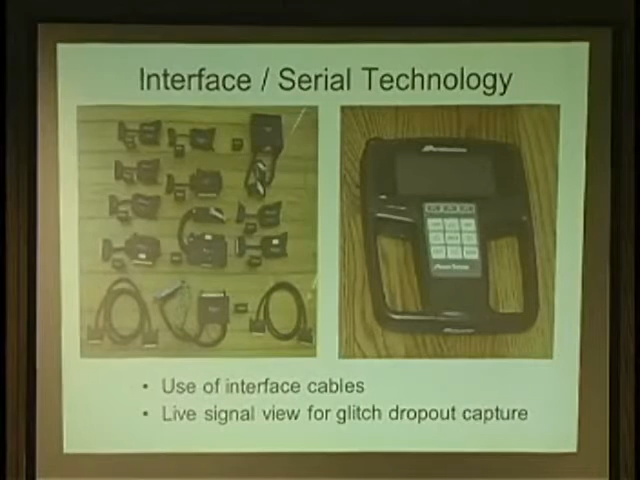 Interface / Serial Technology
• Use of interface cables
• Live signal view for glitch dropout capture